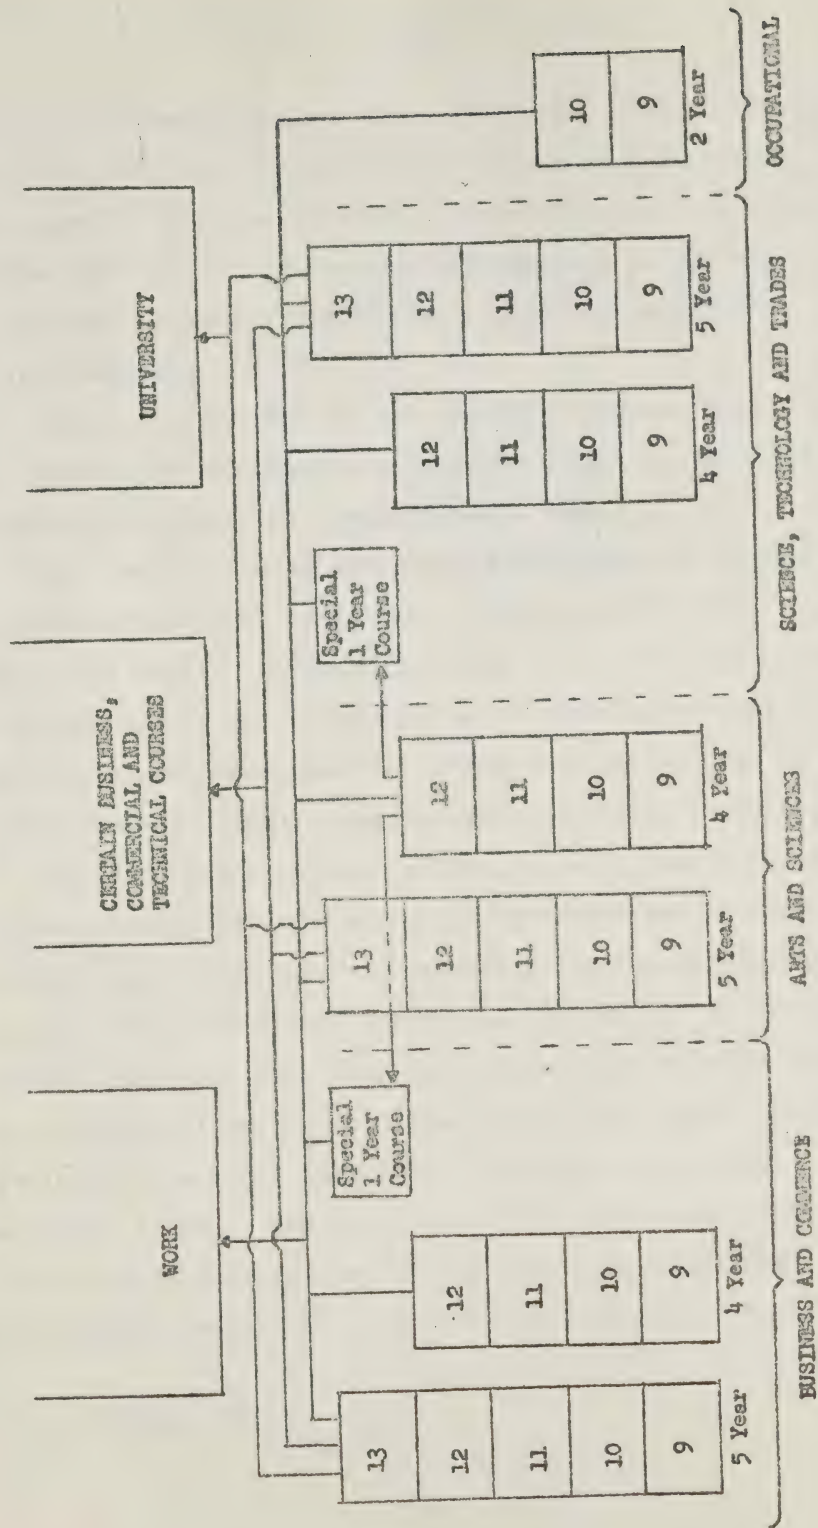 WORK
CERTAIN BUSINESS,
COMMERCIAL AND
TECHNICAL COURSES
UNIVERSITY
Special
1 Year
Course
Special
1 Year
Course
13
12
11
10
9
5 Year
12
11
10
9
4 Year
13
12
11
10
9
5 Year
12
11
10
9
4 Year
12
11
10
9
4 Year
13
12
11
10
9
5 Year
10
9
2 Year
BUSINESS AND COMMERCE
ARTS AND SCIENCES
SCIENCE, TECHNOLOGY AND TRADES
OCCUPATIONAL